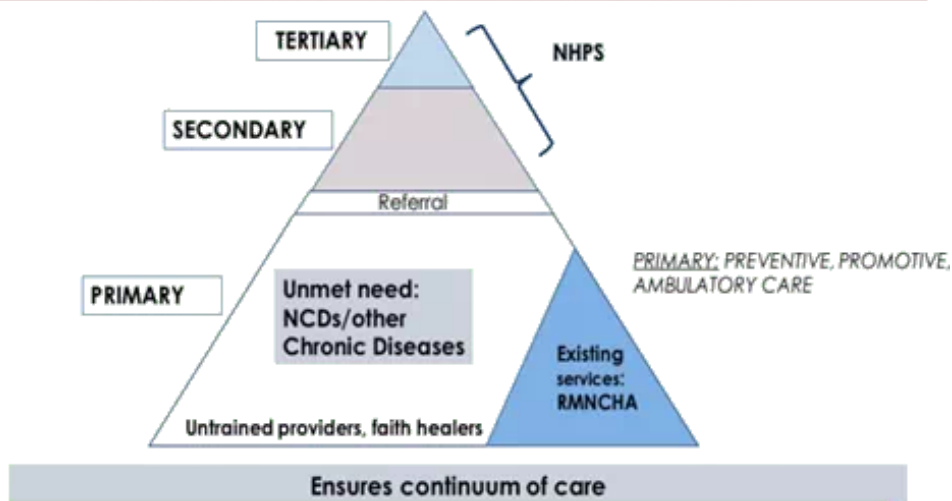 TERTIARY
NHPS
SECONDARY
Referral
PRIMARY
Unmet need:
NCDs/other
Chronic Diseases
PRIMARY: PREVENTIVE, PROMOTIVE,
AMBULATORY CARE
Existing
services:
RMNCHA
Untrained providers, faith healers
Ensures continuum of care